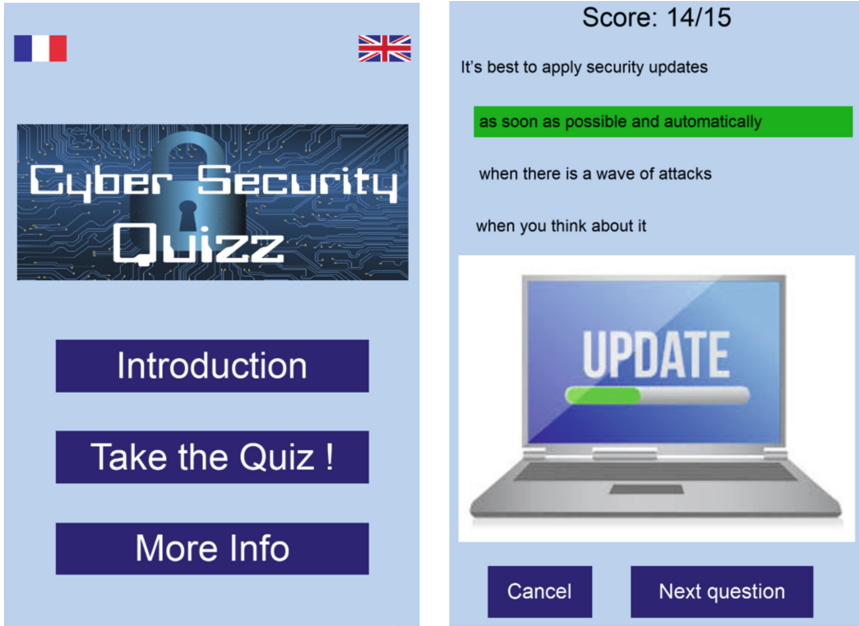 Cyber Security
Quizz
Introduction
Take the Quiz !
More Info
Score: 14/15
It's best to apply security updates
as soon as possible and automatically
when there is a wave of attacks
when you think about it
UPDATE
Cancel
Next question